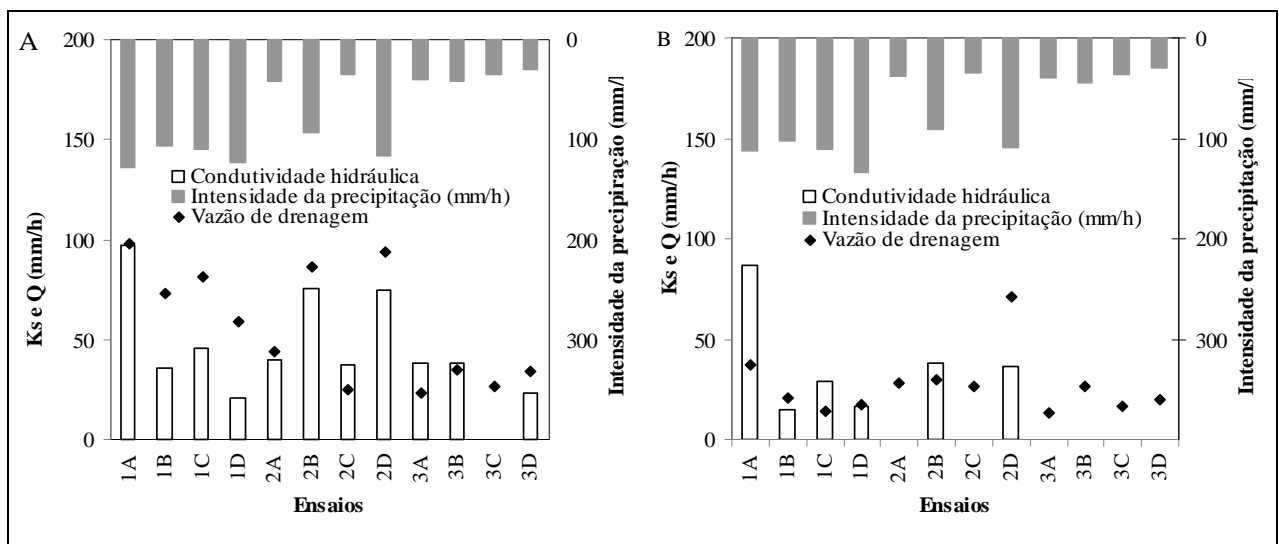 A
200
150
100
50
0
Ks e Q (mm/h)
Condutividade hidráulica
Intensidade da precipitação (mm/h)
Vazão de drenagem
0
100
200
300
Intensidade da precipiração (mm/
1A 1B 1C 1D 2A 2B 2C 2D 3A 3B 3C 3D
Ensaios
B
200
150
100
50
0
Ks e Q (mm/h)
Condutividade hidráulica
Intensidade da precipitação (mm/h)
Vazão de drenagem
0
100
200
300
Intensidade da precipitação (mm/
1A 1B 1C 1D 2A 2B 2C 2D 3A 3B 3C 3D
Ensaios